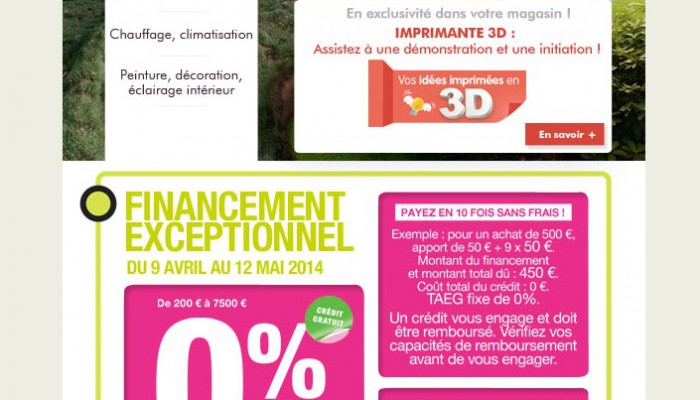 Chauffage, climatisation
Peinture, décoration,
éclairage intérieur
En exclusivité dans votre magasin !
IMPRIMANTE 3D :
Assistez à une démonstration et une initiation !
Vos idées imprimées en
3D
En savoir +
FINANCEMENT
EXCEPTIONNEL
DU 9 AVRIL AU 12 MAI 2014
De 200 € à 7500 €
CRÉDIT
GRATUIT
0%
PAYEZ EN 10 FOIS SANS FRAIS !
Exemple : pour un achat de 500 €,
apport de 50 € + 9 x 50 €.
Montant du financement
et montant total dû : 450 €.
Coût total du crédit : 0 €.
TAEG fixe de 0%.
Un crédit vous engage et doit
être remboursé. Vérifiez vos
capacités de remboursement
avant de vous engager.